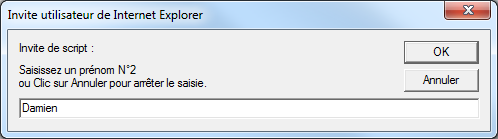 Invite utilisateur de Internet Explorer
Invite de script :
OK
Saisissez un prénom N°2
ou Clic sur Annuler pour arrêter le saisie.
Annuler
Damien